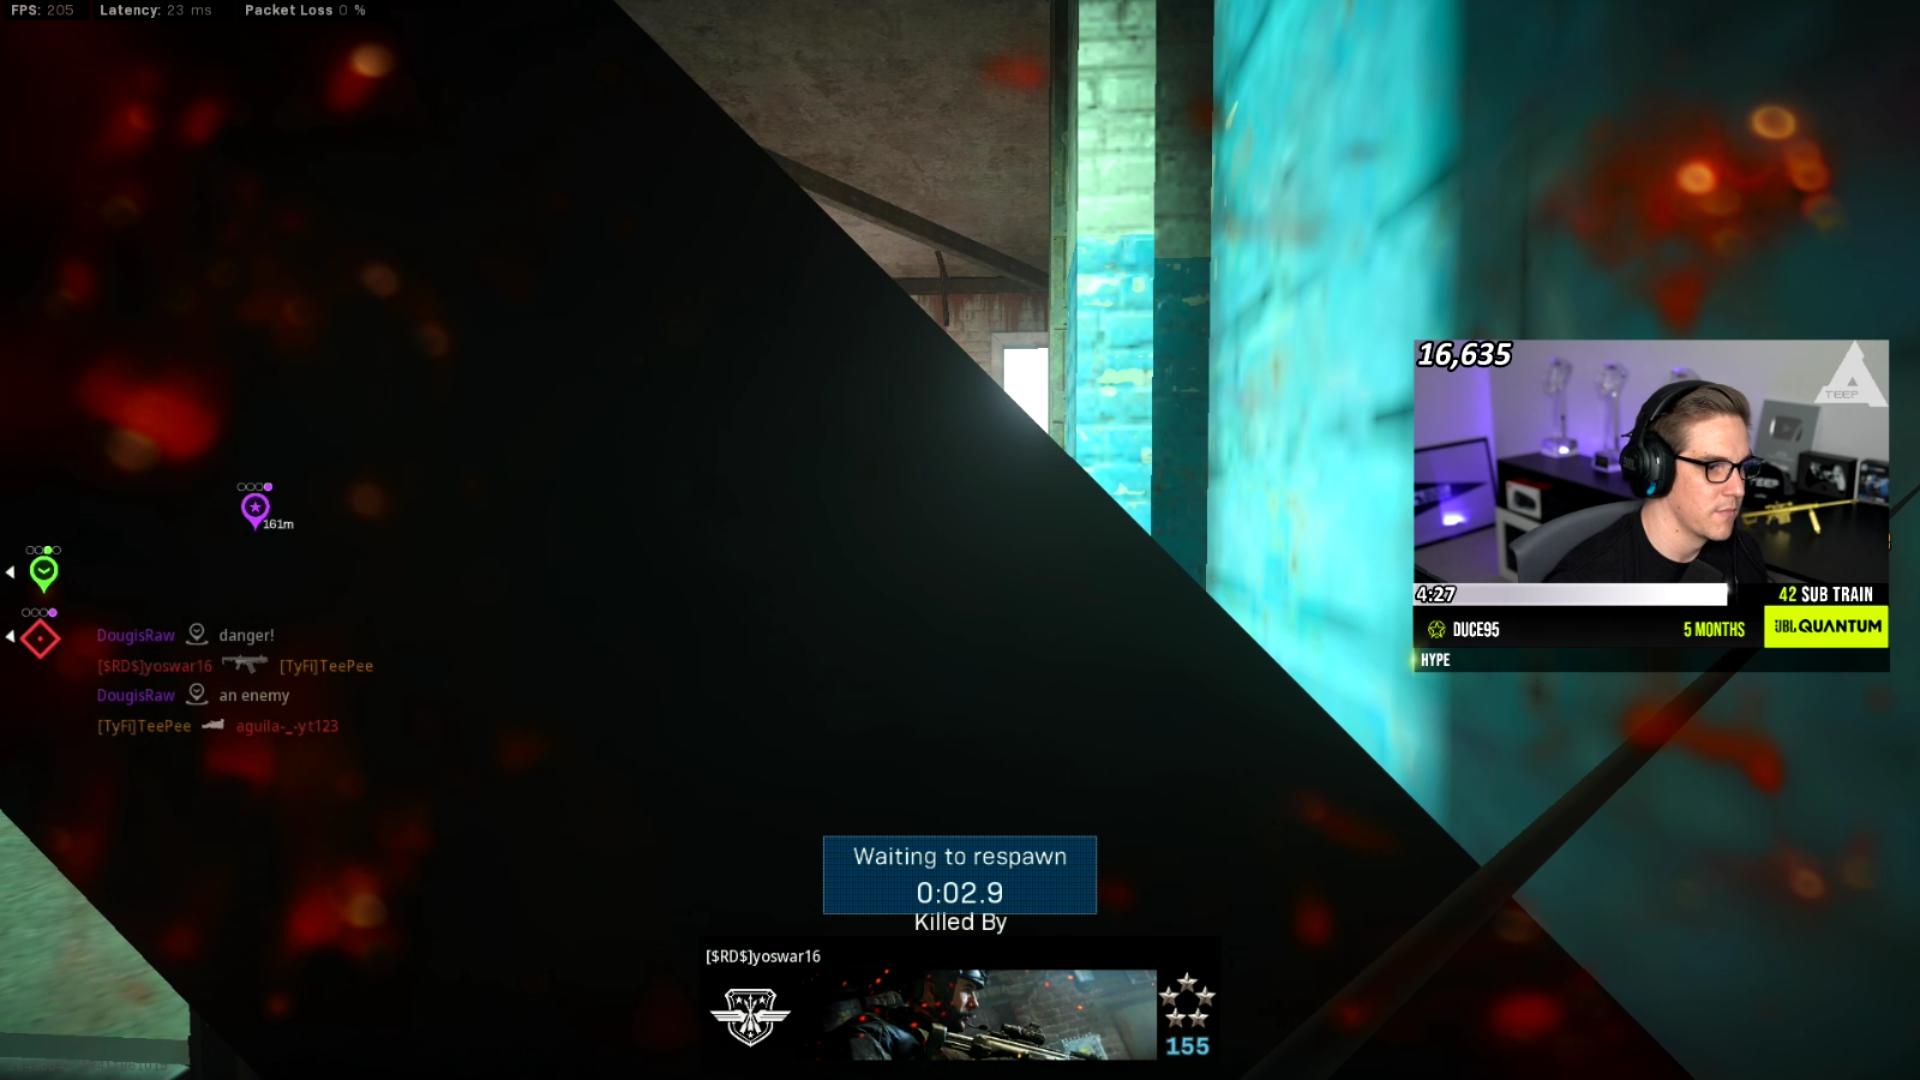 FPS: 205 Latency: 23 ms Packet Loss 0 %
16,635
TEEP
161m
4:27
42 SUB TRAIN
DUCE95 5 MONTHS
JBL QUANTUM
HYPE
DougisRaw danger!
[$RD$]yoswar16 [TyFi]TeePee
DougisRaw an enemy
[TyFi]TeePee aguila-_-yt123
Waiting to respawn
0:02.9
Killed By
[$RD$]yoswar16
155